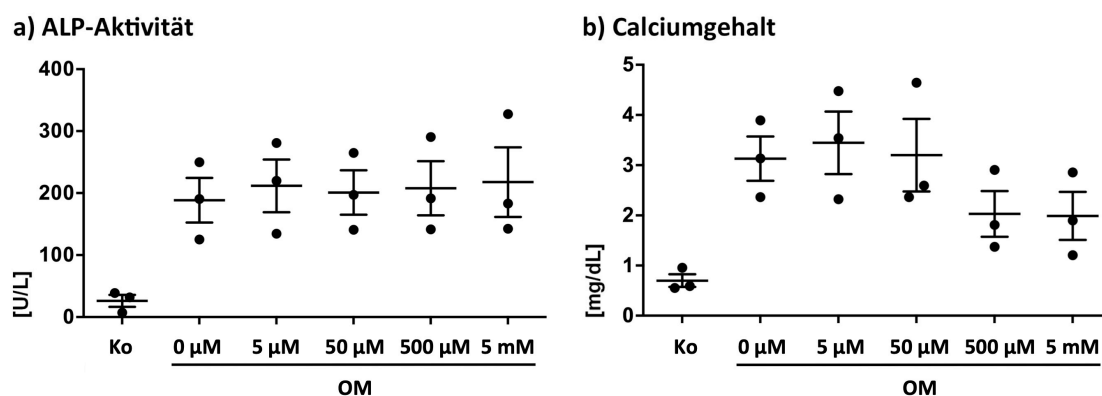 a) ALP-Aktivität
400
300
200
100
0
[U/L]
Ko 0 µM 5 µM 50 µM 500 µM 5 mM
OM
b) Calciumgehalt
5
4
3
2
1
0
[mg/dL]
Ko 0 µM 5 µM 50 µM 500 µM 5 mM
OM